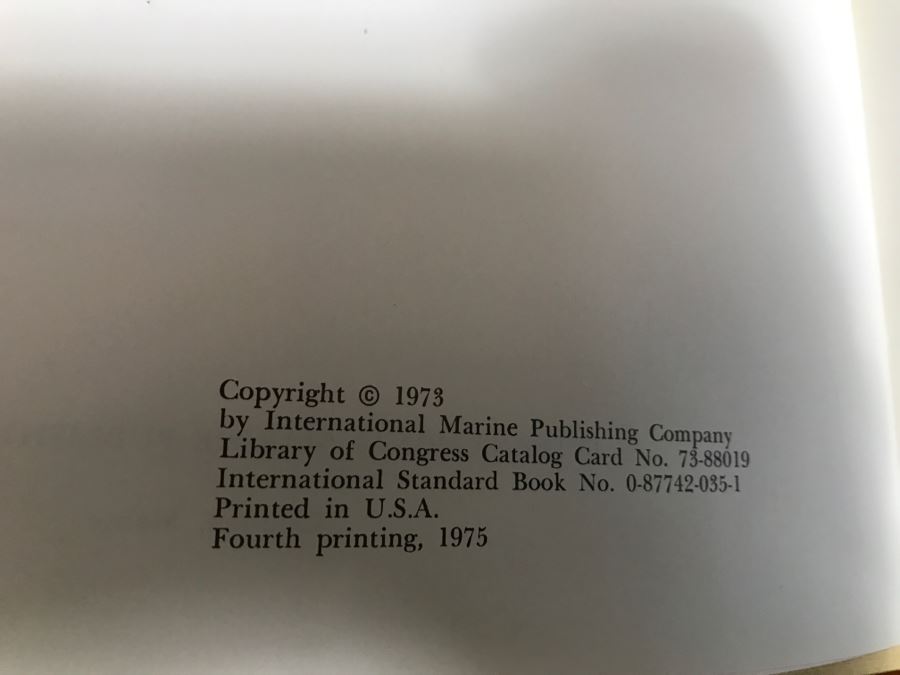 Copyright © 1973
by International Marine Publishing Company
Library of Congress Catalog Card No. 73-88019
International Standard Book No. 0-87742-035-1
Printed in U.S.A.
Fourth printing, 1975